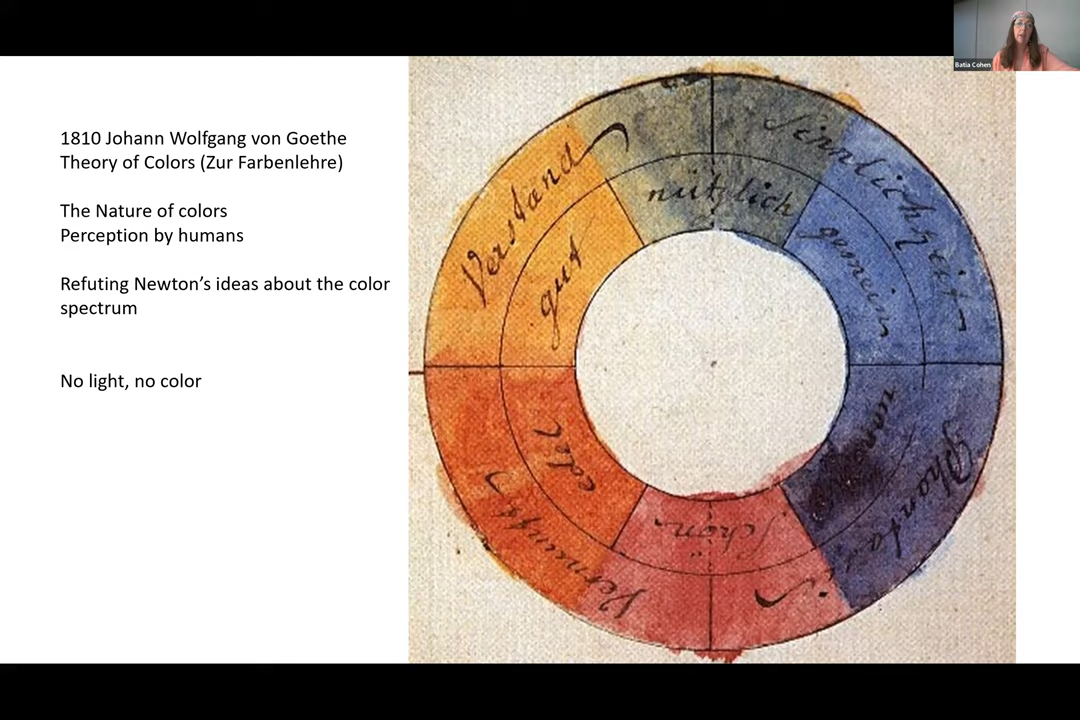 1810 Johann Wolfgang von Goethe
Theory of Colors (Zur Farbenlehre)
The Nature of colors
Perception by humans
Refuting Newton’s ideas about the color
spectrum
No light, no color
Verstand
Sinnlichkeit
Phantasie
Vernunft
gut
nützlich
gemein
schön
edel
Batia Cohen